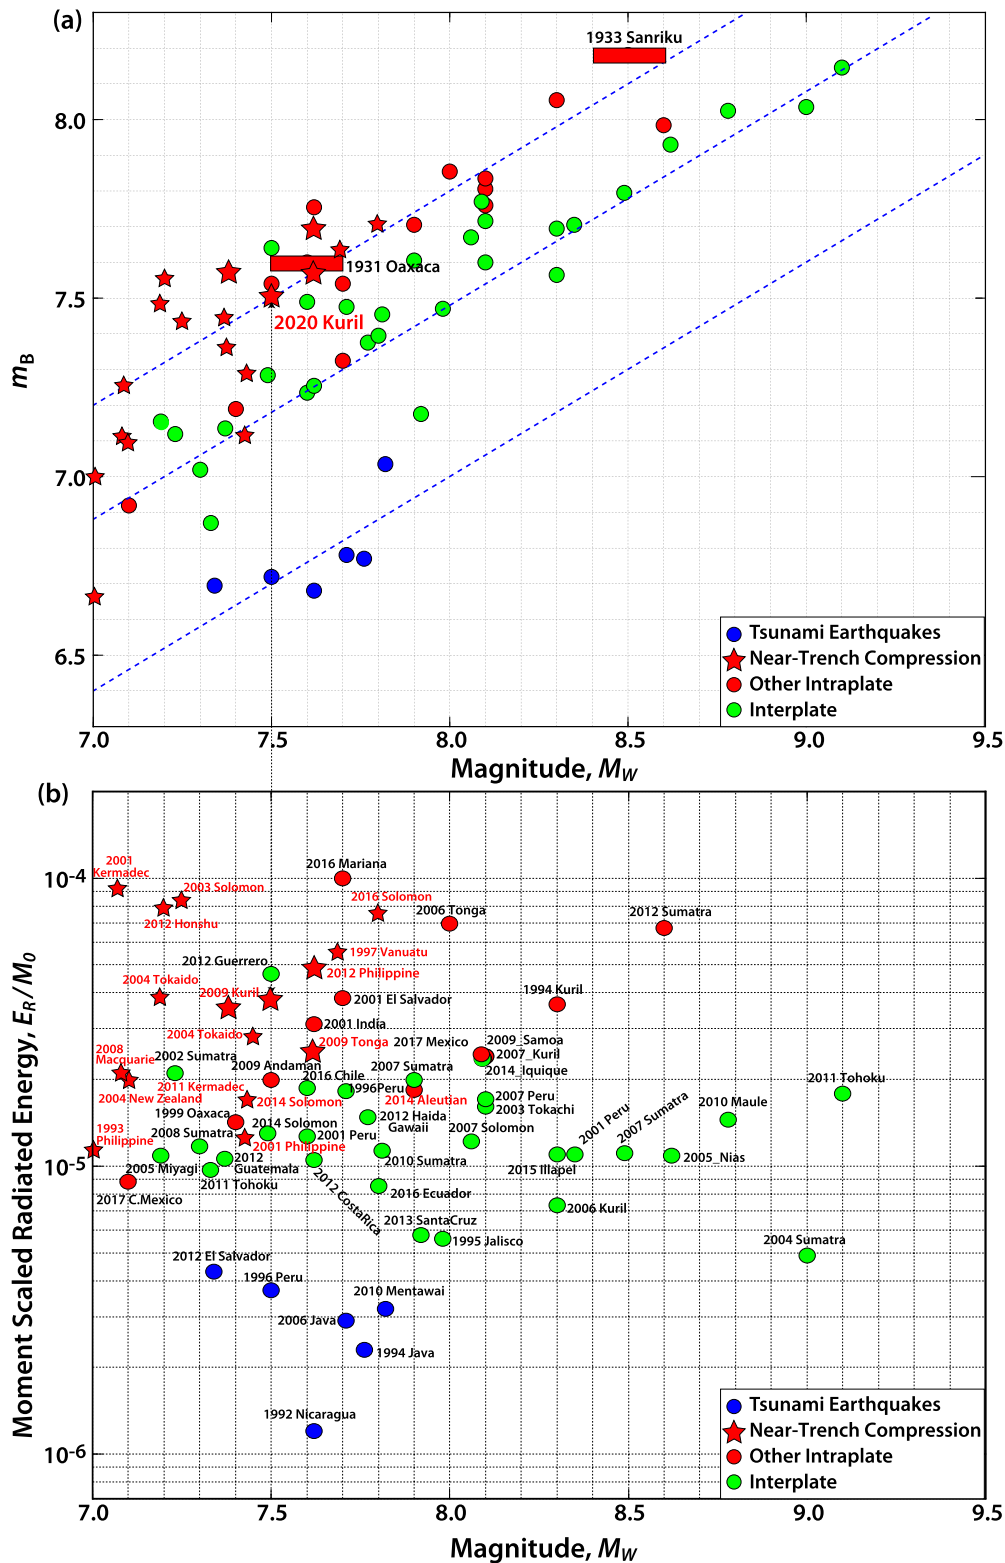 (a)
1933 Sanriku
8.0
1931 Oaxaca
7.5
2020 Kuril
m_B
7.0
6.5
Tsunami Earthquakes
Near-Trench Compression
Other Intraplate
Interplate
7.0 7.5 8.0 8.5 9.0 9.5
Magnitude, M_W
(b)
2001
Kermadec
2016 Mariana
10^-4
2003 Solomon
2016 Solomon
2006 Tonga
2012 Sumatra
2012 Honshu
2012 Guerrero
1997 Vanuatu
2012 Philippine
2004 Tokaido
2009 Kuril
2001 El Salvador
1994 Kuril
2001 India
2004 Tokaido
2009 Tonga
2017 Mexico
2009_Samoa
2008
Macquarie
2002 Sumatra
2007_Kuril
2009 Andaman
2007 Sumatra
2014_Iquique
2016 Chile
2011 Tohoku
2011 Kermadec
1996Peru
2004 New Zealand
2014 Solomon
2014 Aleutian
2007 Peru
2003 Tokachi
2010 Maule
1999 Oaxaca
2012 Haida
Gawaii
2001 Peru
2007 Sumatra
1993
Philippine
2014 Solomon
2007 Solomon
2008 Sumatra
2001 Peru
2001 Philippine
2012
Guatemala
2010 Sumatra
2005_Nias
10^-5
2005 Miyagi
2015 Illapel
2011 Tohoku
2017 C.Mexico
2012 CostaRica
2016 Ecuador
2006 Kuril
2013 SantaCruz
1995 Jalisco
2004 Sumatra
2012 El Salvador
1996 Peru
2010 Mentawai
2006 Java
1994 Java
1992 Nicaragua
10^-6
Moment Scaled Radiated Energy, E_R/M_0
Tsunami Earthquakes
Near-Trench Compression
Other Intraplate
Interplate
7.0 7.5 8.0 8.5 9.0 9.5
Magnitude, M_W